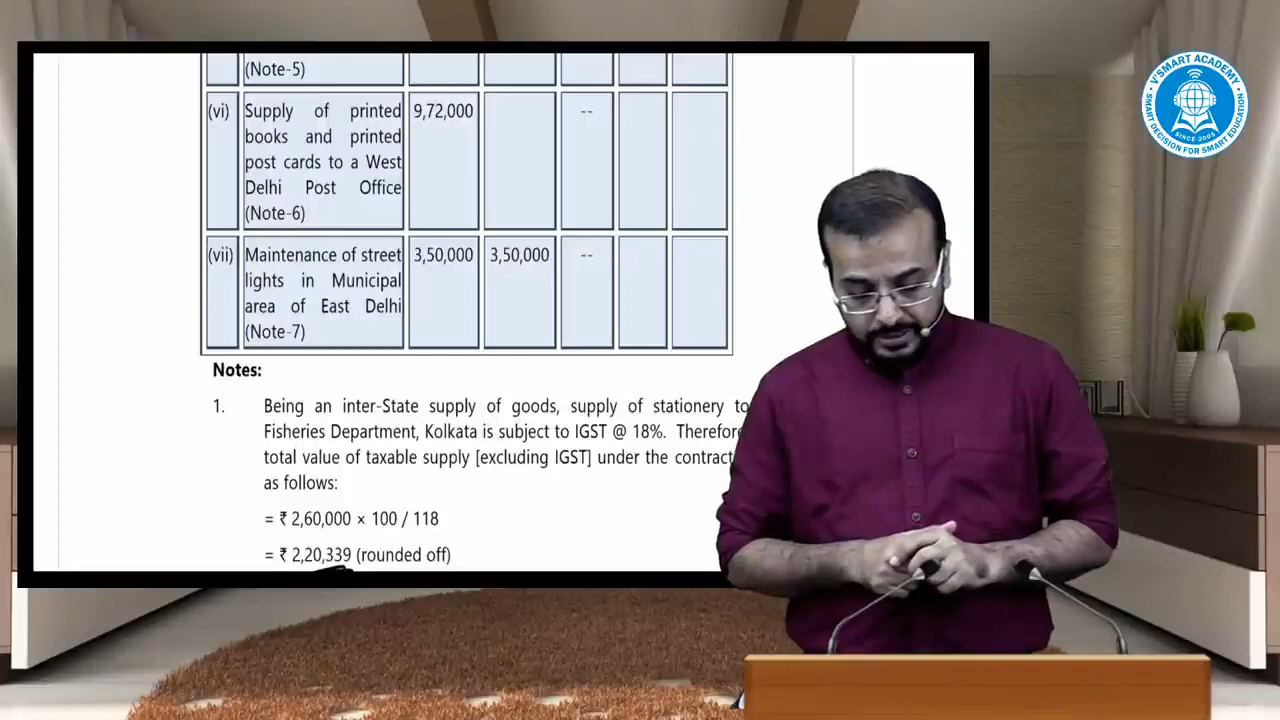 (Note-5)
(vi) Supply of printed 9,72,000 --
books and printed
post cards to a West
Delhi Post Office
(Note-6)
(vii) Maintenance of street 3,50,000 3,50,000 --
lights in Municipal
area of East Delhi
(Note-7)
Notes:
1. Being an inter-State supply of goods, supply of stationery to
Fisheries Department, Kolkata is subject to IGST @ 18%. Therefor
total value of taxable supply [excluding IGST] under the contract
as follows:
= ₹ 2,60,000 × 100 / 118
= ₹ 2,20,339 (rounded off)
V'SMART ACADEMY
SINCE-2005
SMART DECISION FOR SMART EDUCATION